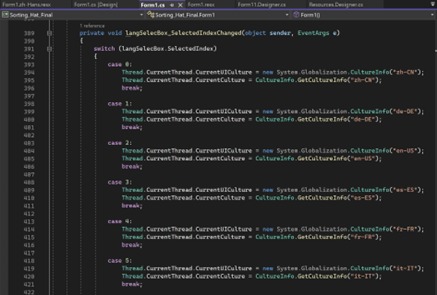 Form1.zh-Hans.resx Form1.cs [Design] Form1.cs Form1.resx Form11.Designer.cs Resources.Designer.cs
Sorting_Hat_Final Sorting_Hat_Final.Form1 Form1()
1 reference
389 private void langSelecBox_SelectedIndexChanged(object sender, EventArgs e)
390 {
391 switch (langSelecBox.SelectedIndex)
392 {
393 case 0:
394 Thread.CurrentThread.CurrentUICulture = new System.Globalization.CultureInfo("zh-CN");
395 Thread.CurrentThread.CurrentCulture = CultureInfo.GetCultureInfo("zh-CN");
396 break;
397
398 case 1:
399 Thread.CurrentThread.CurrentUICulture = new System.Globalization.CultureInfo("de-DE");
400 Thread.CurrentThread.CurrentCulture = CultureInfo.GetCultureInfo("de-DE");
401 break;
402
403 case 2:
404 Thread.CurrentThread.CurrentUICulture = new System.Globalization.CultureInfo("en-US");
405 Thread.CurrentThread.CurrentCulture = CultureInfo.GetCultureInfo("en-US");
406 break;
407
408 case 3:
409 Thread.CurrentThread.CurrentUICulture = new System.Globalization.CultureInfo("es-ES");
410 Thread.CurrentThread.CurrentCulture = CultureInfo.GetCultureInfo("es-ES");
411 break;
412
413 case 4:
414 Thread.CurrentThread.CurrentUICulture = new System.Globalization.CultureInfo("fr-FR");
415 Thread.CurrentThread.CurrentCulture = CultureInfo.GetCultureInfo("fr-FR");
416 break;
417
418 case 5:
419 Thread.CurrentThread.CurrentUICulture = new System.Globalization.CultureInfo("it-IT");
420 Thread.CurrentThread.CurrentCulture = CultureInfo.GetCultureInfo("it-IT");
421 break;